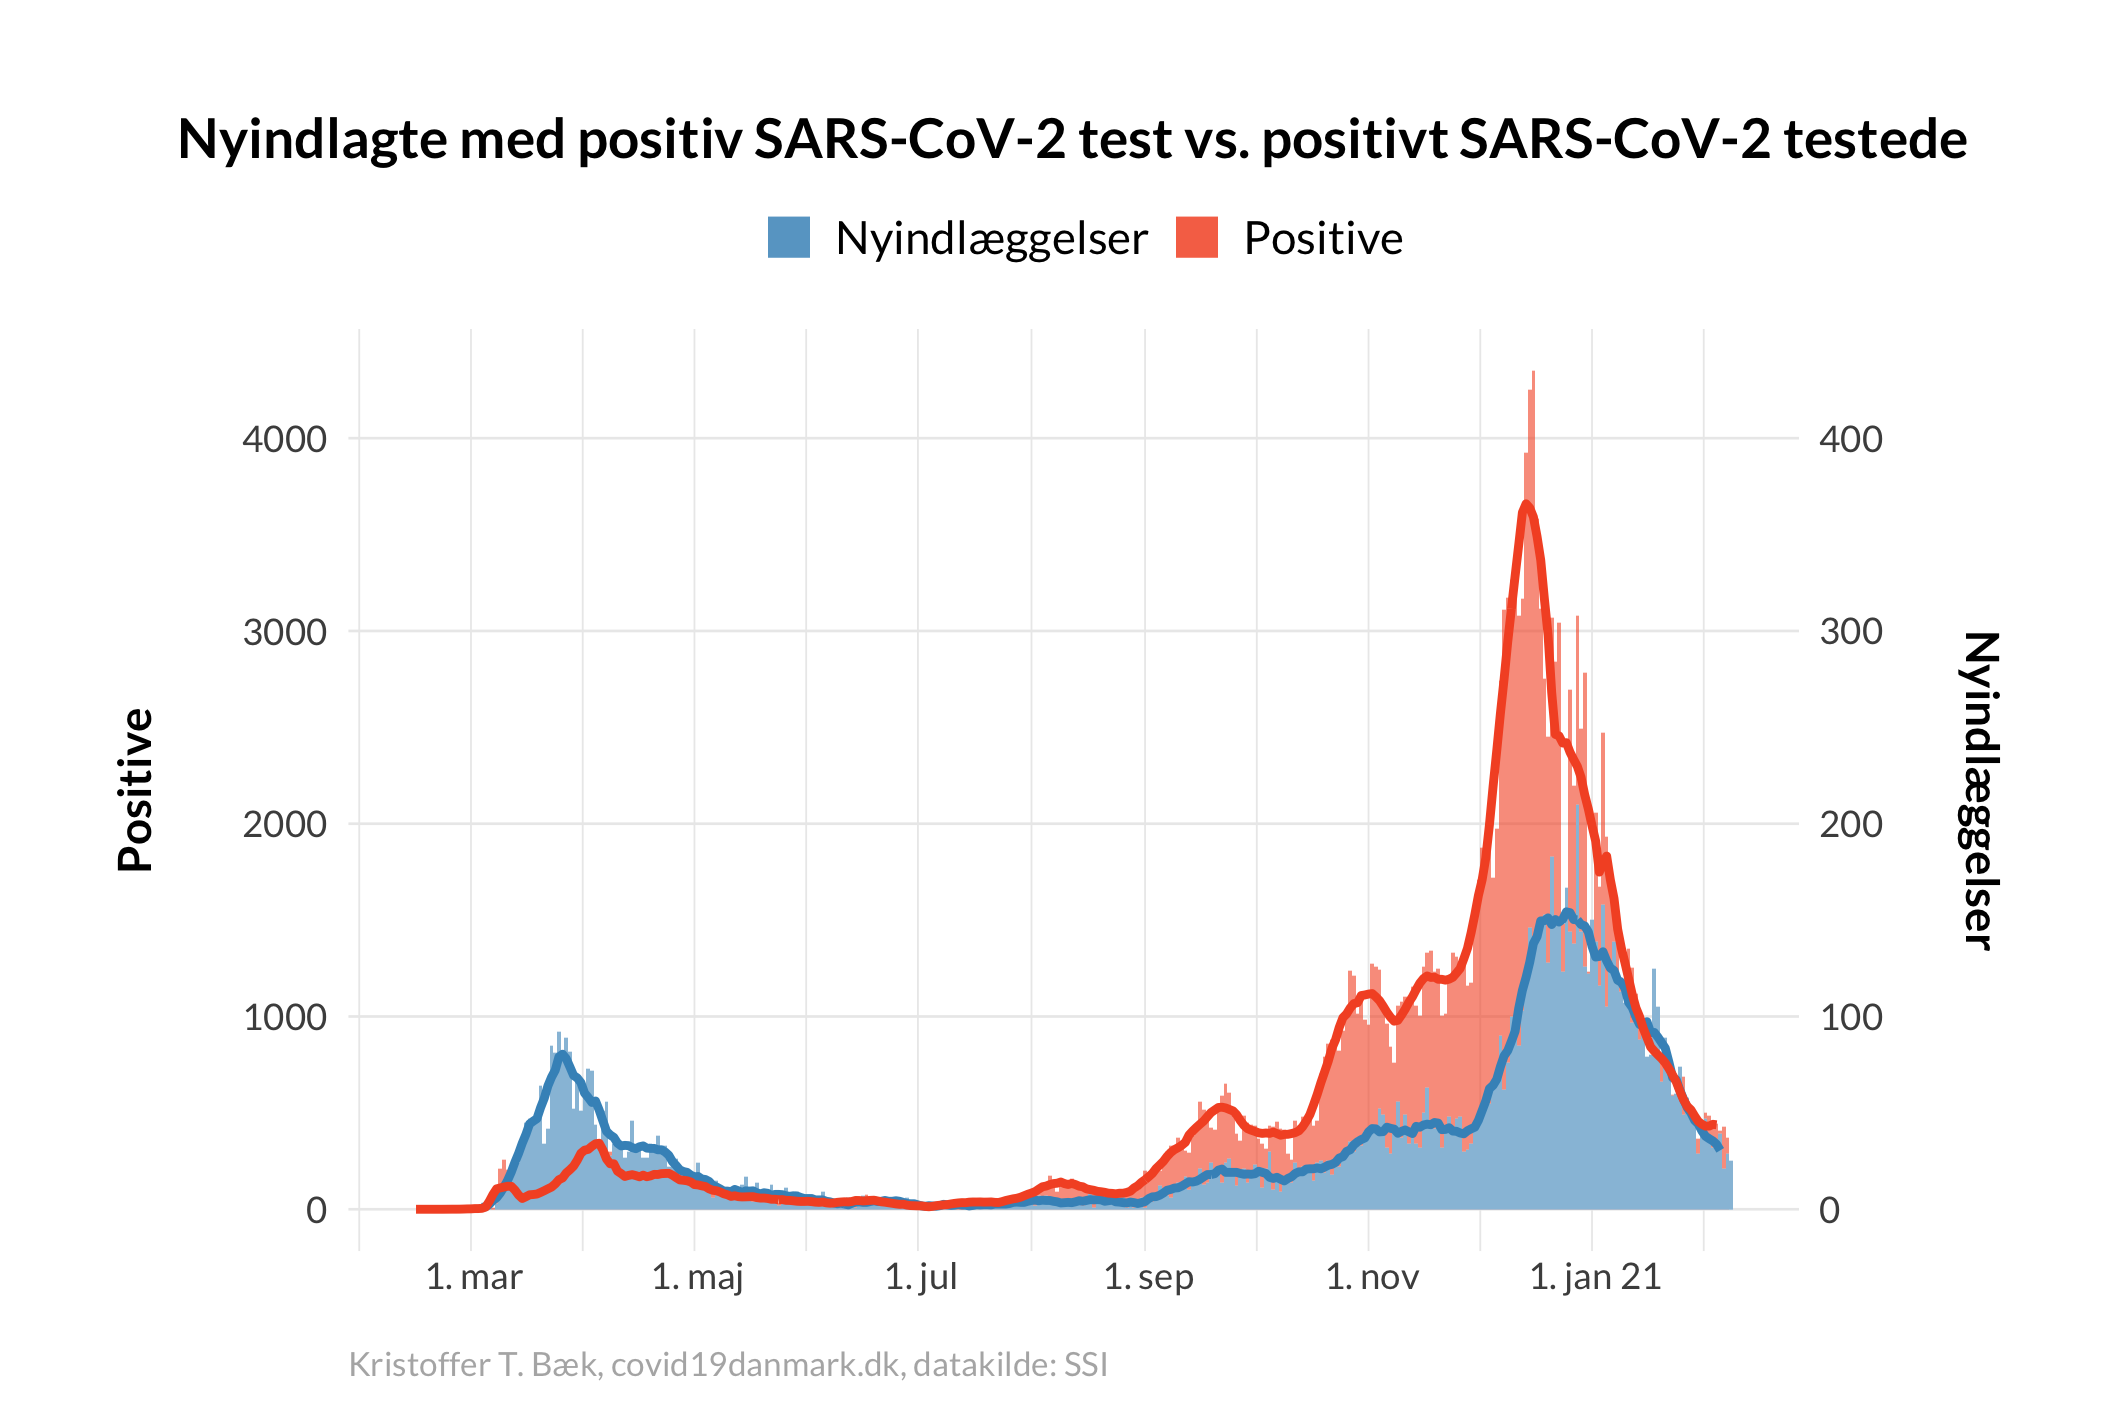 Nyindlagte med positiv SARS-CoV-2 test vs. positivt SARS-CoV-2 testede
Nyindlæggelser Positive
4000 400
3000 300
2000 200
1000 100
0 0
Positive
Nyindlæggelser
1. mar 1. maj 1. jul 1. sep 1. nov 1. jan 21
Kristoffer T. Bæk, covid19danmark.dk, datakilde: SSI